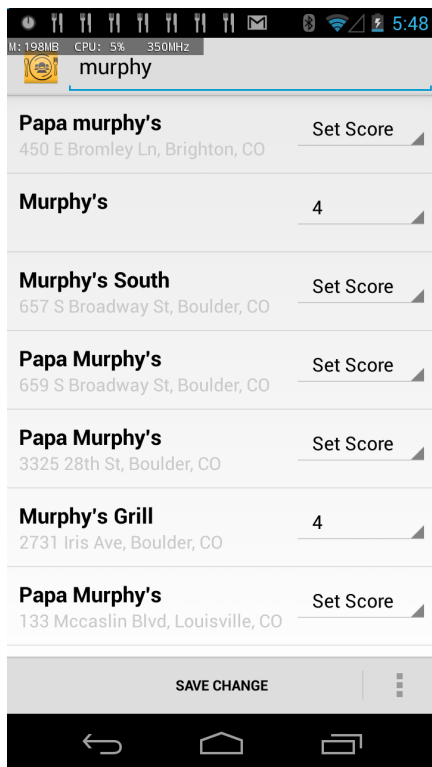 5:48
M:198MB CPU: 5% 350MHz
murphy
Papa murphy's
Set Score
450 E Bromley Ln, Brighton, CO
Murphy's
4
Murphy's South
Set Score
657 S Broadway St, Boulder, CO
Papa Murphy's
Set Score
659 S Broadway St, Boulder, CO
Papa Murphy's
Set Score
3325 28th St, Boulder, CO
Murphy's Grill
4
2731 Iris Ave, Boulder, CO
Papa Murphy's
Set Score
133 Mccaslin Blvd, Louisville, CO
SAVE CHANGE